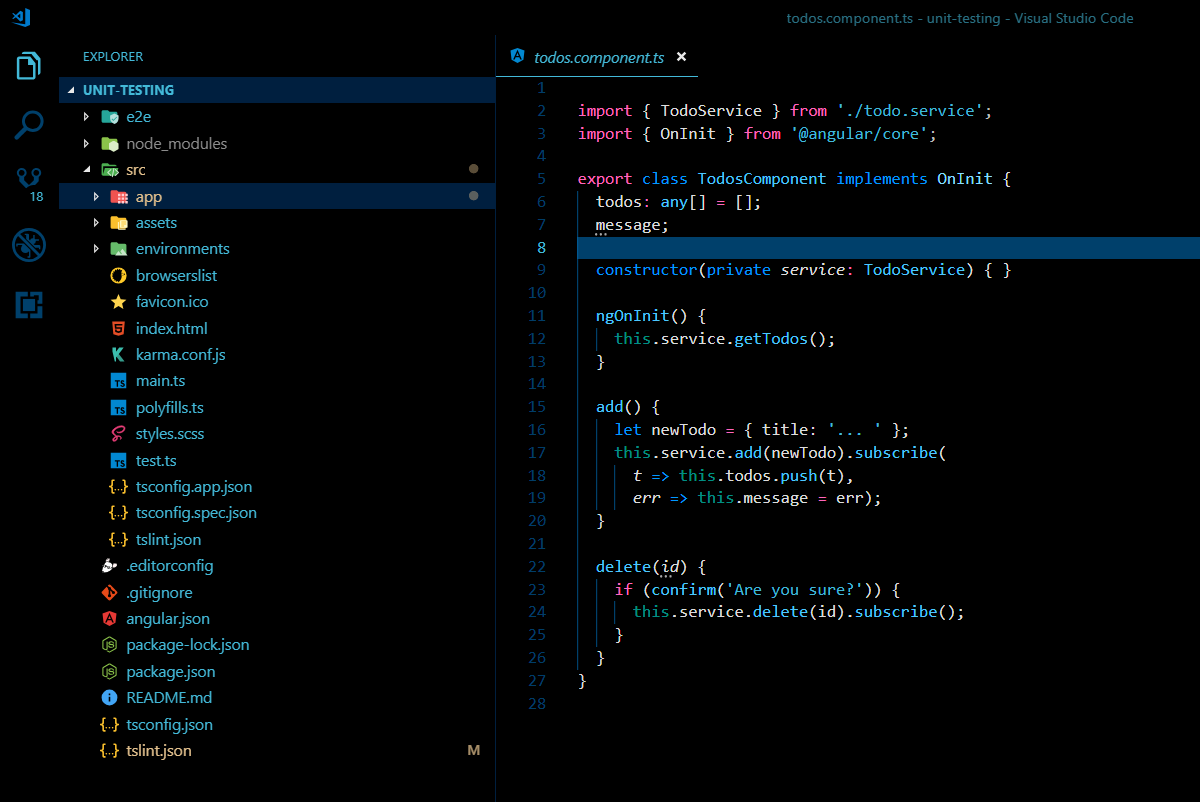 todos.component.ts - unit-testing - Visual Studio Code
EXPLORER
UNIT-TESTING
e2e
node_modules
src
app
assets
environments
browserslist
favicon.ico
index.html
karma.conf.js
main.ts
polyfills.ts
styles.scss
test.ts
tsconfig.app.json
tsconfig.spec.json
tslint.json
.editorconfig
.gitignore
angular.json
package-lock.json
package.json
README.md
tsconfig.json
tslint.json M
18
todos.component.ts ×
1
2 import { TodoService } from './todo.service';
3 import { OnInit } from '@angular/core';
4
5 export class TodosComponent implements OnInit {
6 todos: any[] = [];
7 message;
8
9 constructor(private service: TodoService) { }
10
11 ngOnInit() {
12 this.service.getTodos();
13 }
14
15 add() {
16 let newTodo = { title: '... ' };
17 this.service.add(newTodo).subscribe(
18 t => this.todos.push(t),
19 err => this.message = err);
20 }
21
22 delete(id) {
23 if (confirm('Are you sure?')) {
24 this.service.delete(id).subscribe();
25 }
26 }
27 }
28